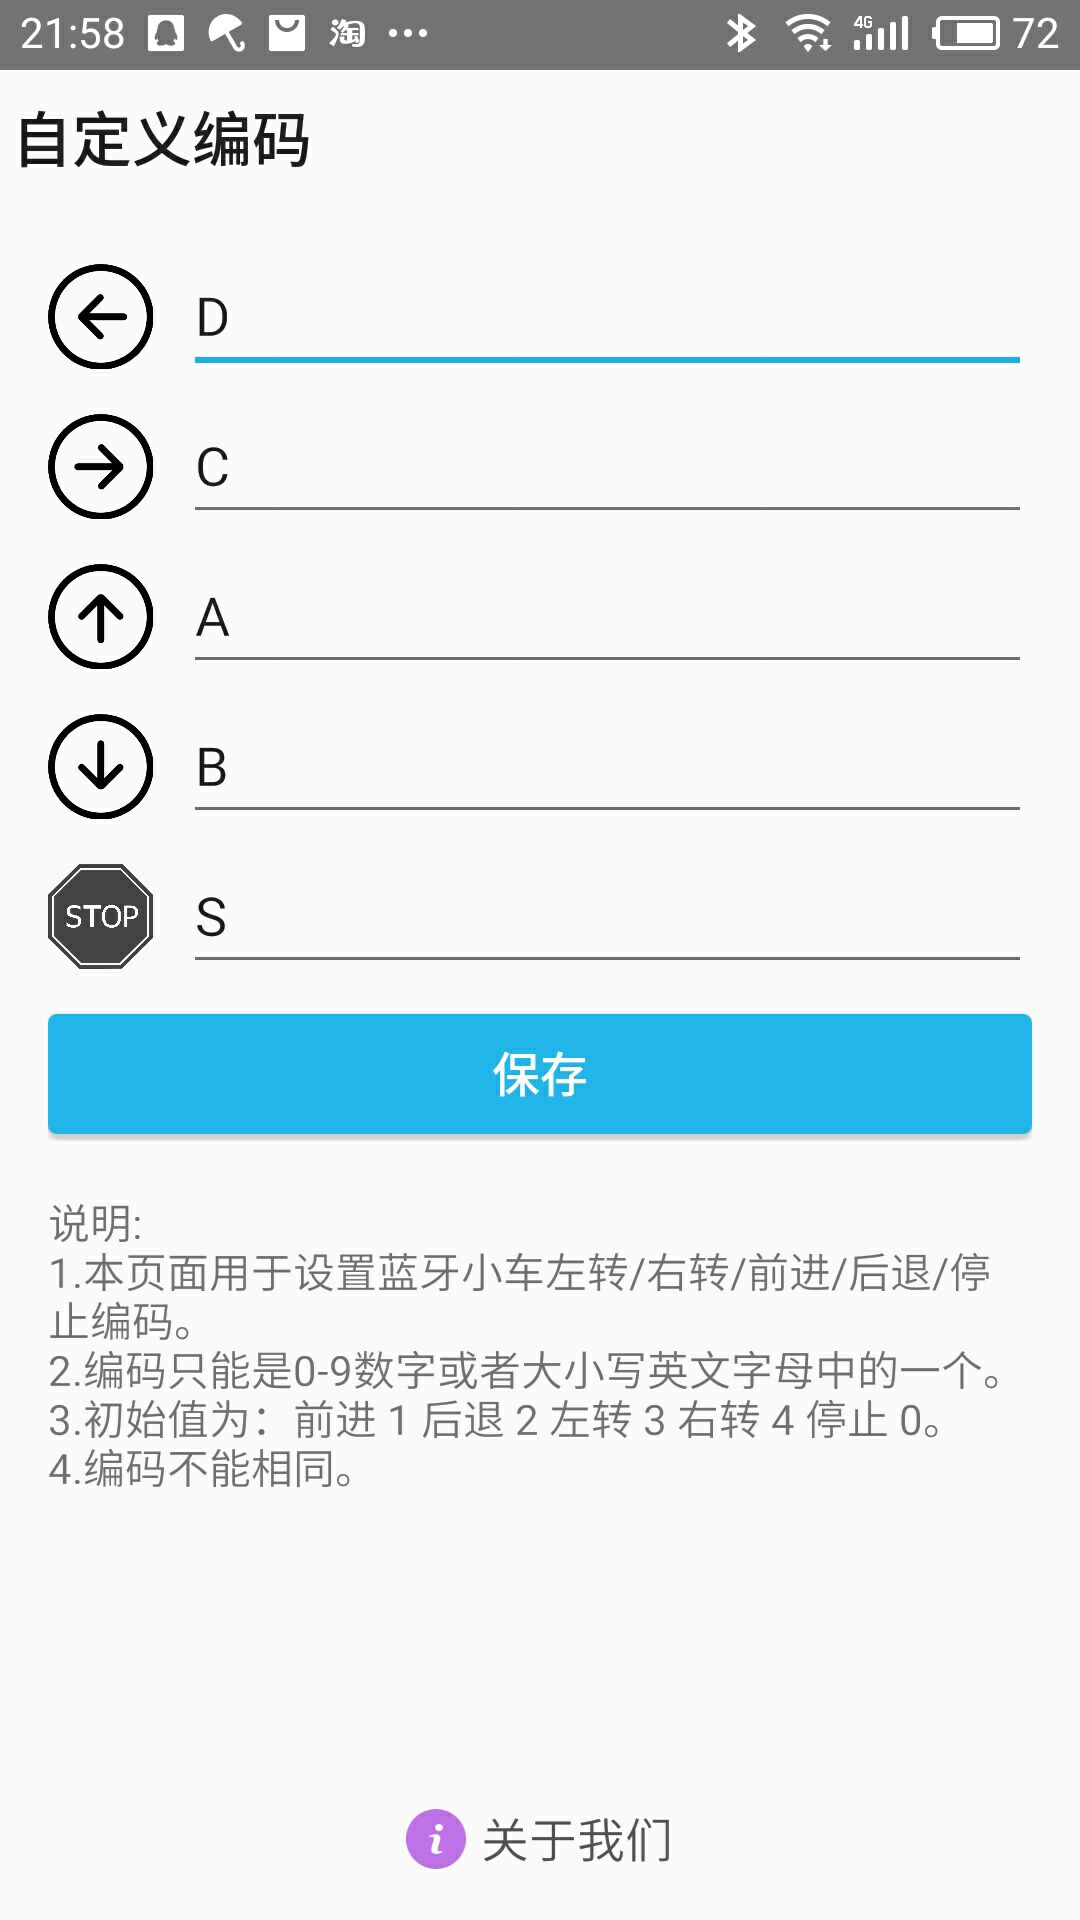 21:58 淘 ••• 4G 72
自定义编码
D
C
A
B
STOP S
保存
说明:
1.本页面用于设置蓝牙小车左转/右转/前进/后退/停
止编码。
2.编码只能是0-9数字或者大小写英文字母中的一个。
3.初始值为：前进 1 后退 2 左转 3 右转 4 停止 0。
4.编码不能相同。
i 关于我们